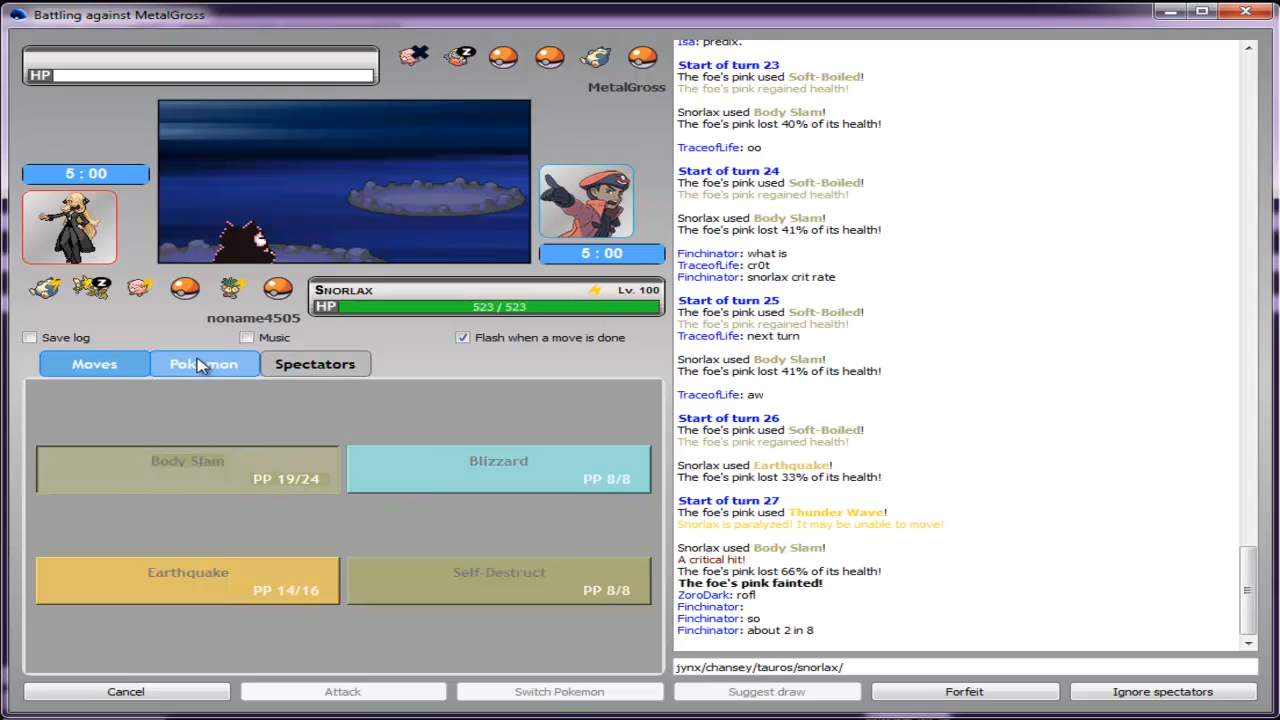 Battling against MetalGross
HP
MetalGross
5 : 00
5 : 00
SNORLAX Lv. 100
HP 523 / 523
noname4505
Save log
Music
Flash when a move is done
Moves
Pokemon
Spectators
Body Slam
PP 19/24
Blizzard
PP 8/8
Earthquake
PP 14/16
Self-Destruct
PP 8/8
Cancel
Attack
Switch Pokemon
Isa: predix.
Start of turn 23
The foe's pink used Soft-Boiled!
The foe's pink regained health!
Snorlax used Body Slam!
The foe's pink lost 40% of its health!
TraceofLife: oo
Start of turn 24
The foe's pink used Soft-Boiled!
The foe's pink regained health!
Snorlax used Body Slam!
The foe's pink lost 41% of its health!
Finchinator: what is
TraceofLife: cr0t
Finchinator: snorlax crit rate
Start of turn 25
The foe's pink used Soft-Boiled!
The foe's pink regained health!
TraceofLife: next turn
Snorlax used Body Slam!
The foe's pink lost 41% of its health!
TraceofLife: aw
Start of turn 26
The foe's pink used Soft-Boiled!
The foe's pink regained health!
Snorlax used Earthquake!
The foe's pink lost 33% of its health!
Start of turn 27
The foe's pink used Thunder Wave!
Snorlax is paralyzed! It may be unable to move!
Snorlax used Body Slam!
A critical hit!
The foe's pink lost 66% of its health!
The foe's pink fainted!
ZoroDark: rofl
Finchinator:
Finchinator: so
Finchinator: about 2 in 8
jynx/chansey/tauros/snorlax/
Suggest draw
Forfeit
Ignore spectators